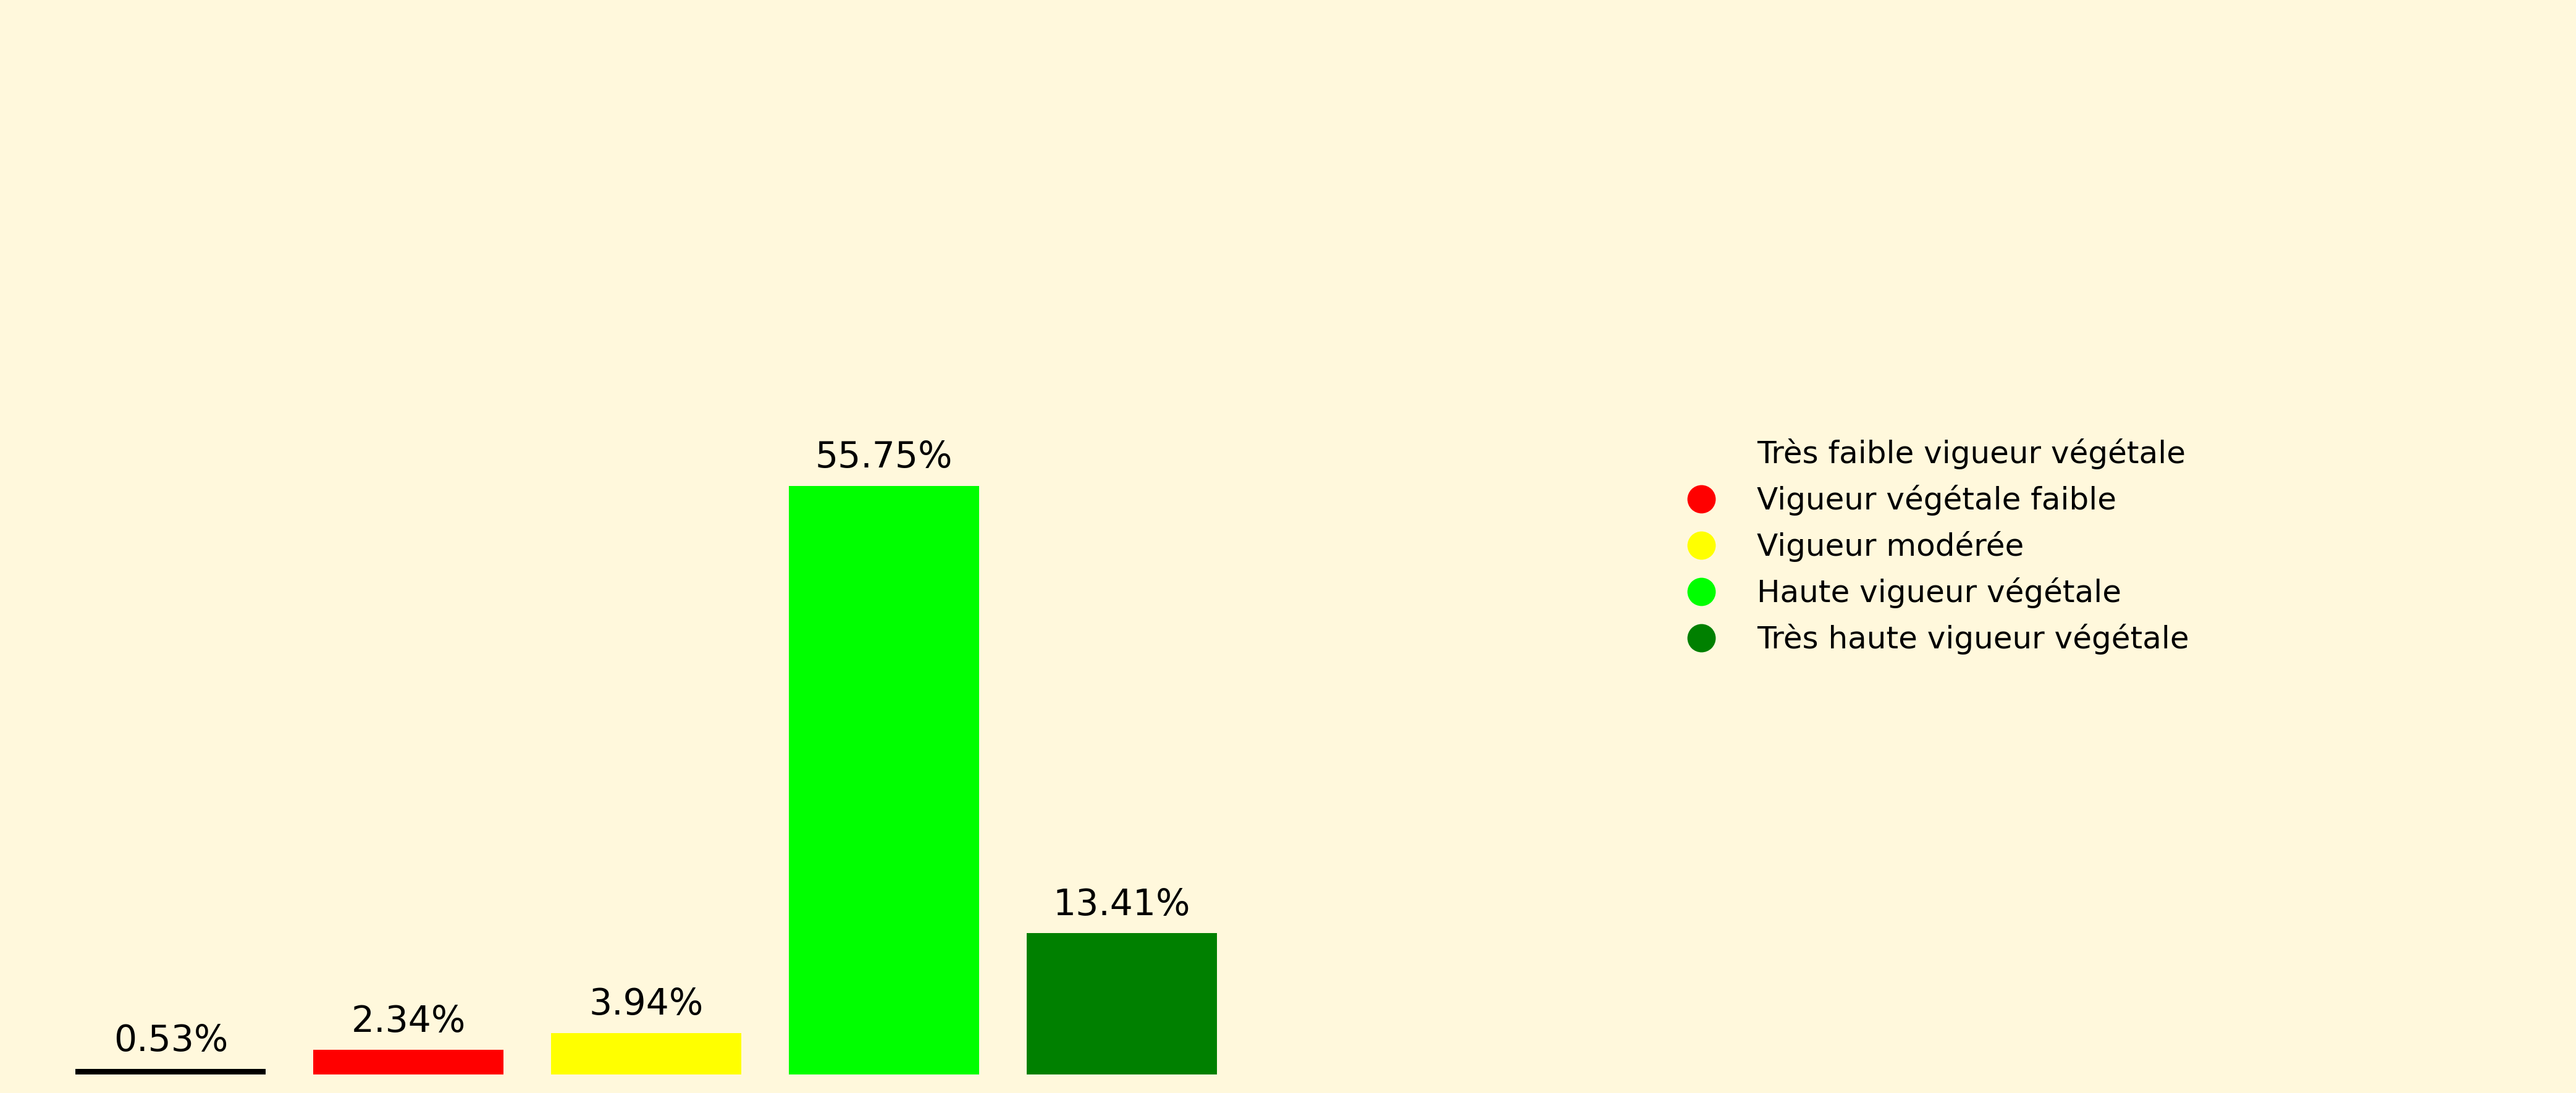 55.75%
13.41%
3.94%
2.34%
0.53%
Très faible vigueur végétale
Vigueur végétale faible
Vigueur modérée
Haute vigueur végétale
Très haute vigueur végétale